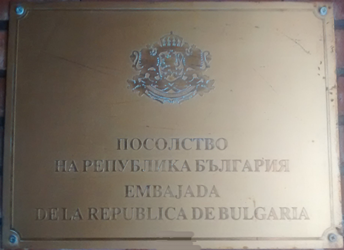 ПОСОЛСТВО
НА РЕПУБЛИКА БЪЛГАРИЯ
EMBAJADA
DE LA REPUBLICA DE BULGARIA